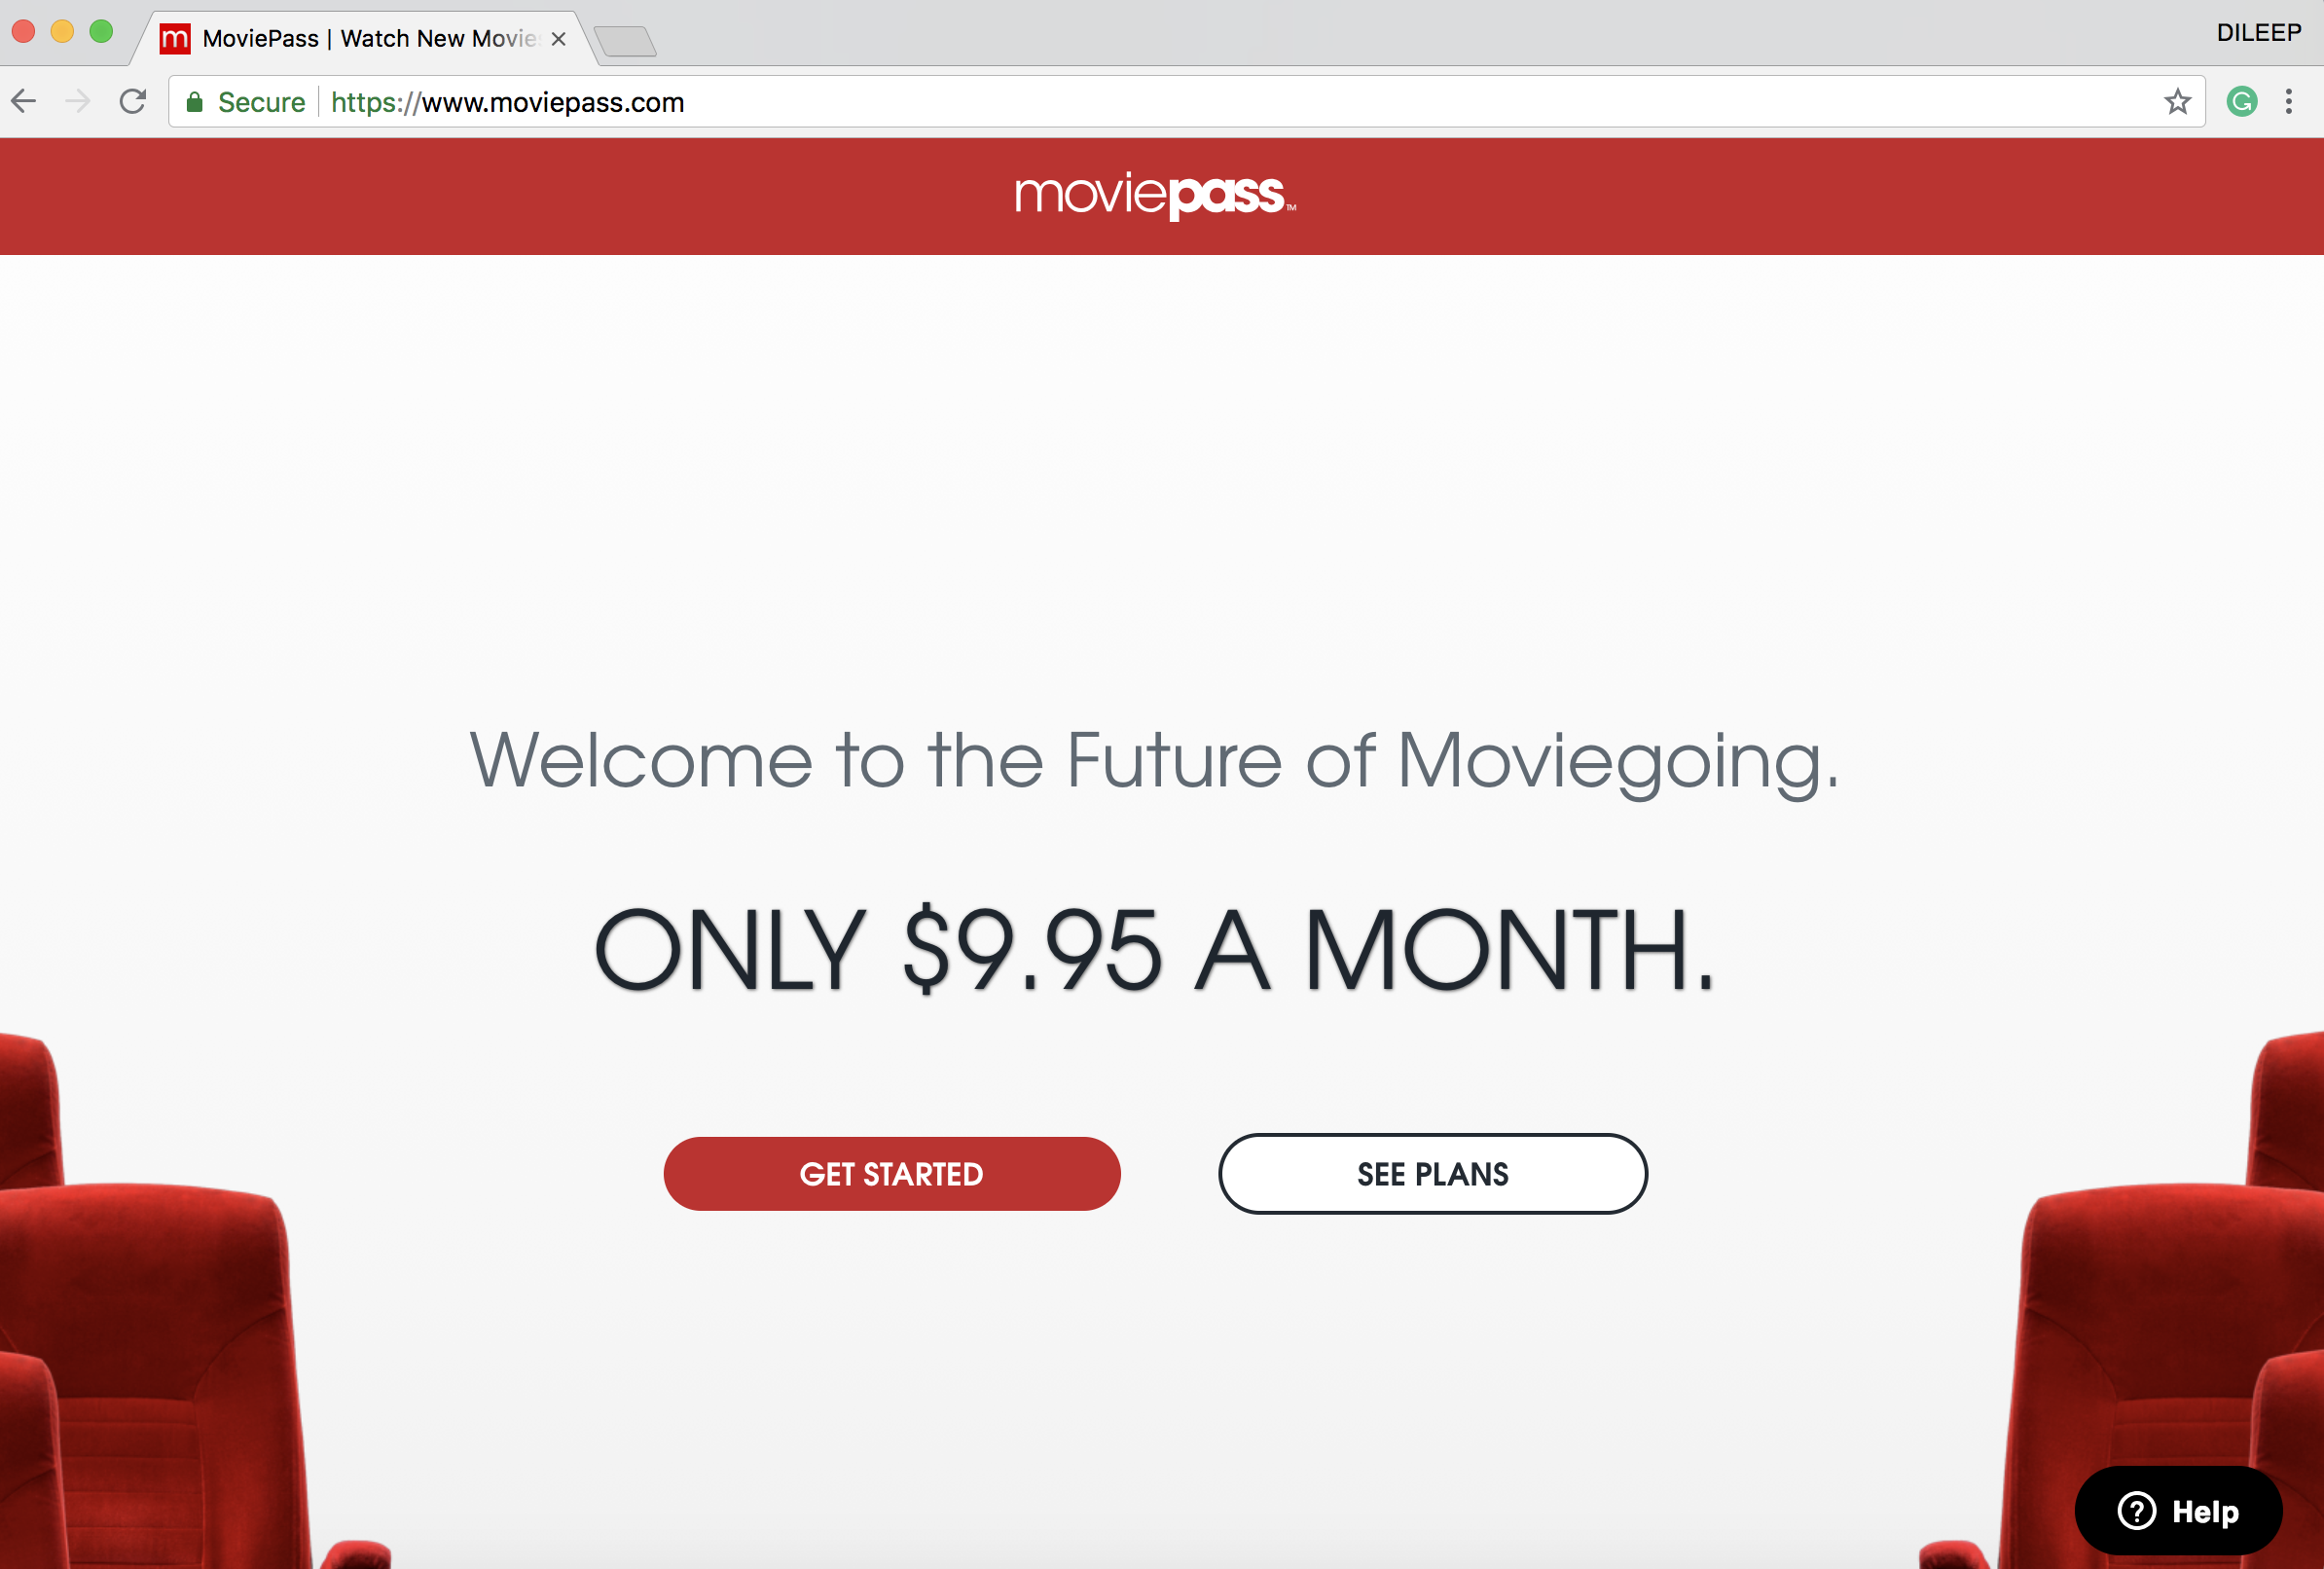 DILEEP
m MoviePass | Watch New Movies
Secure https://www.moviepass.com
G
moviepass™
Welcome to the Future of Moviegoing.
ONLY $9.95 A MONTH.
GET STARTED
SEE PLANS
? Help